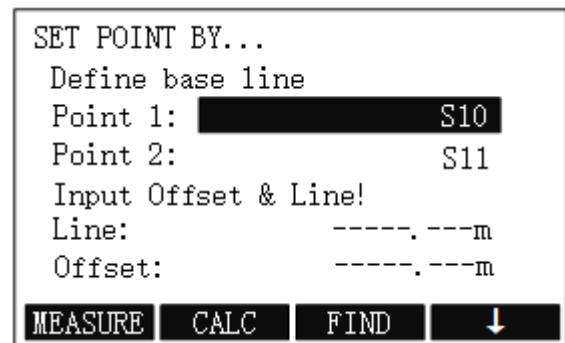 SET POINT BY...
Define base line
Point 1: S10
Point 2: S11
Input Offset & Line!
Line: -----.---m
Offset: -----.---m
MEASURE CALC FIND ↓